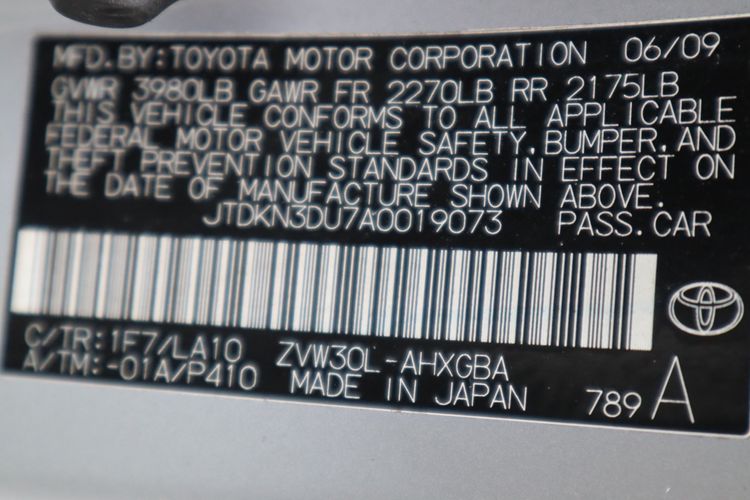 MFD.BY:TOYOTA MOTOR CORPORATION 06/09
GVWR 3980LB GAWR FR 2270LB RR 2175LB
THIS VEHICLE CONFORMS TO ALL APPLICABLE
FEDERAL MOTOR VEHICLE SAFETY,BUMPER,AND
THEFT PREVENTION STANDARDS IN EFFECT ON
THE DATE OF MANUFACTURE SHOWN ABOVE.
JTDKN3DU7A0019073 PASS.CAR
C/TR:1F7/LA10 ZVW30L-AHXGBA
A/TM:-01A/P410 MADE IN JAPAN 789 A